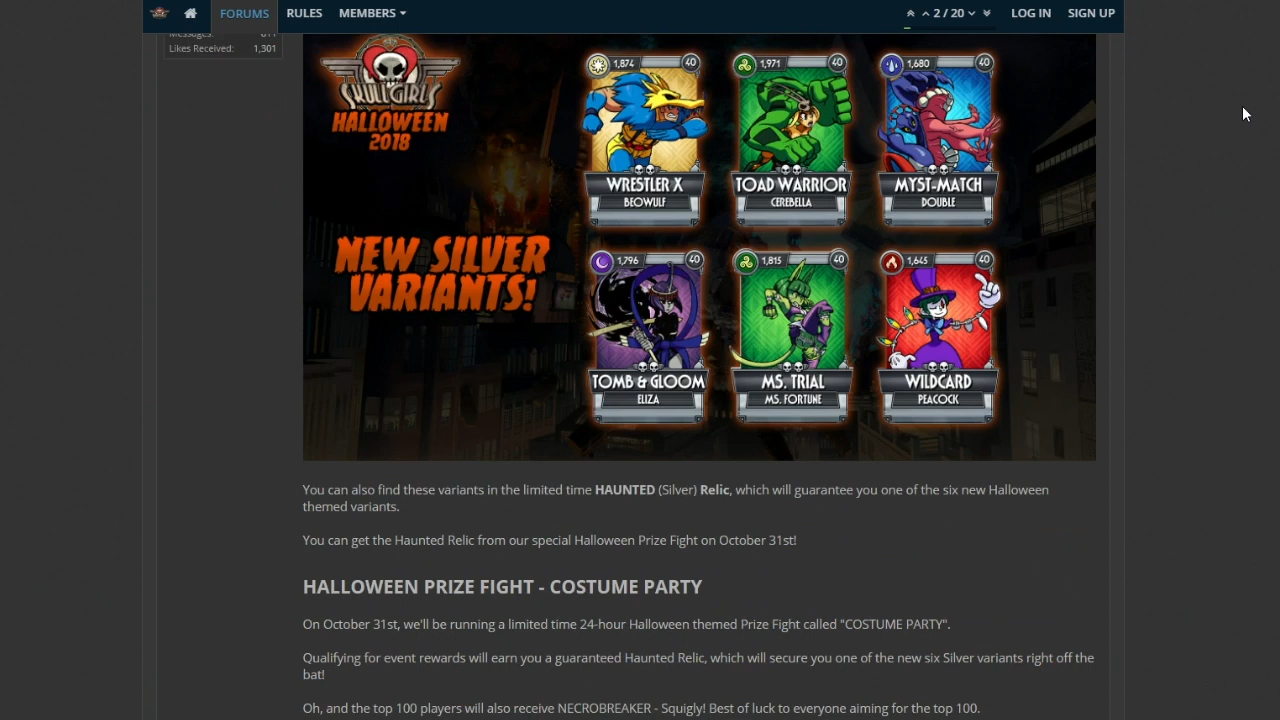 FORUMS RULES MEMBERS 2 / 20 LOG IN SIGN UP
Likes Received: 1,301
SKULLGIRLS
HALLOWEEN
2018
NEW SILVER
VARIANTS!
1,874 40
WRESTLER X
BEOWULF
1,971 40
TOAD WARRIOR
CEREBELLA
1,680 40
MYST-MATCH
DOUBLE
1,796 40
TOMB & GLOOM
ELIZA
1,815 40
MS. TRIAL
MS. FORTUNE
1,645 40
WILDCARD
PEACOCK
You can also find these variants in the limited time HAUNTED (Silver) Relic, which will guarantee you one of the six new Halloween
themed variants.
You can get the Haunted Relic from our special Halloween Prize Fight on October 31st!
HALLOWEEN PRIZE FIGHT - COSTUME PARTY
On October 31st, we'll be running a limited time 24-hour Halloween themed Prize Fight called "COSTUME PARTY".
Qualifying for event rewards will earn you a guaranteed Haunted Relic, which will secure you one of the new six Silver variants right off the
bat!
Oh, and the top 100 players will also receive NECROBREAKER - Squigly! Best of luck to everyone aiming for the top 100.